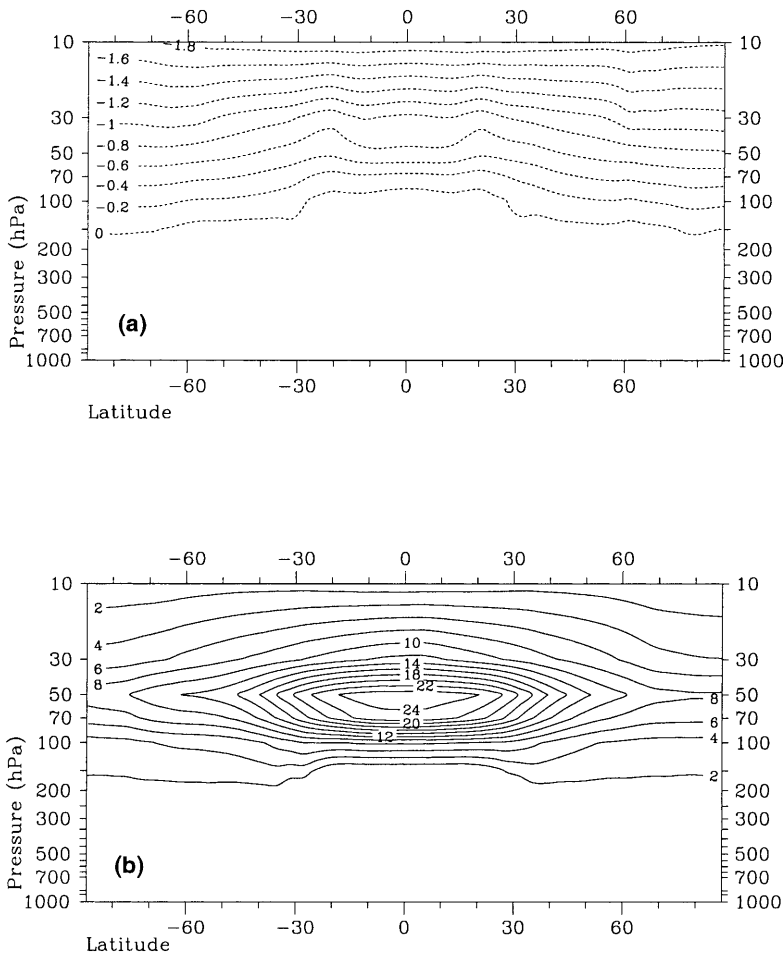 −60 −30 0 30 60
10 −1.8 10
−1.6
−1.4
−1.2
30 −1 30
50 −0.8 50
−0.6
70 −0.4 70
100 −0.2 100
0
200 200
300 300
500 500
700 700
1000 1000
Pressure (hPa)
(a)
−60 −30 0 30 60
Latitude
−60 −30 0 30 60
10 10
2
4 10
30 6 14 30
8 18
50 22 8 50
24
70 20 6 70
100 12 4 100
2
200 200
300 300
500 500
700 700
1000 1000
Pressure (hPa)
(b)
−60 −30 0 30 60
Latitude